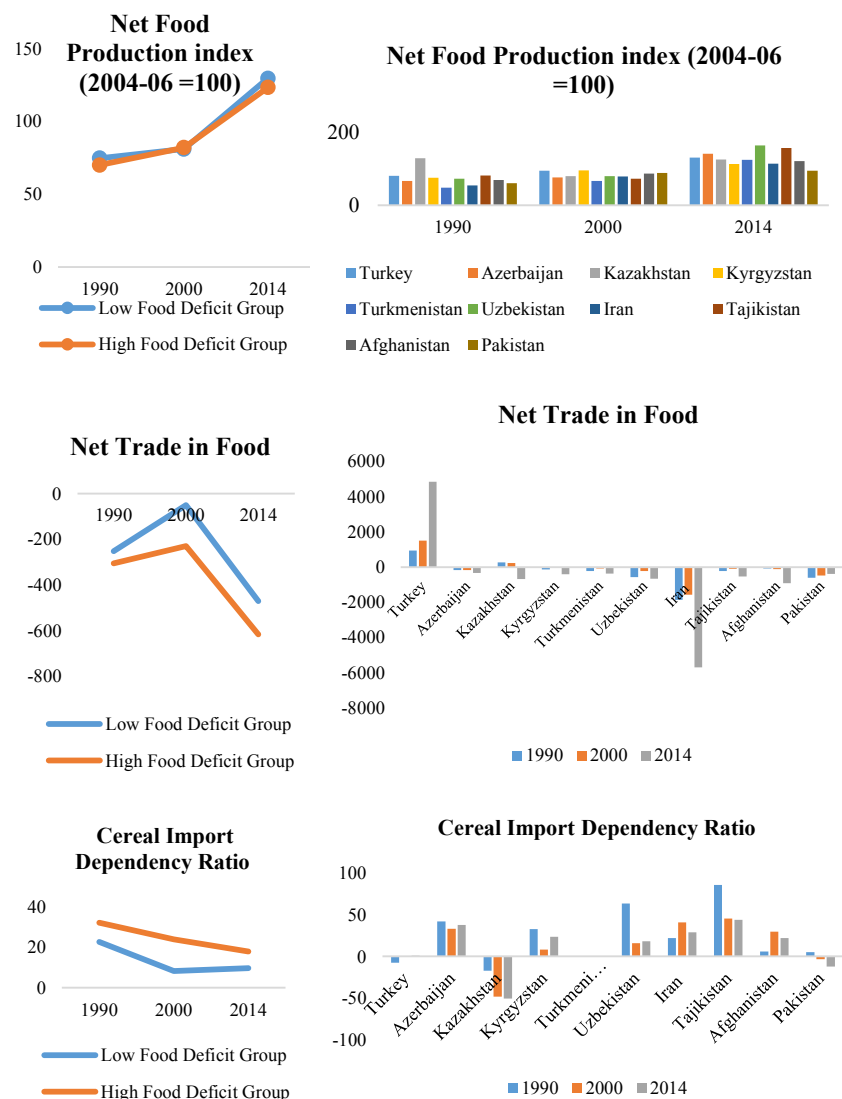 Net Food
Production index
(2004-06 =100)
150
100
50
0
1990 2000 2014
Low Food Deficit Group
High Food Deficit Group
Net Food Production index (2004-06
=100)
200
0
1990 2000 2014
Turkey Azerbaijan Kazakhstan Kyrgyzstan
Turkmenistan Uzbekistan Iran Tajikistan
Afghanistan Pakistan
Net Trade in Food
0
-200
-400
-600
-800
1990 2000 2014
Low Food Deficit Group
High Food Deficit Group
Net Trade in Food
6000
4000
2000
0
-2000
-4000
-6000
-8000
Turkey
Azerbaijan
Kazakhstan
Kyrgyzstan
Turkmenistan
Uzbekistan
Iran
Tajikistan
Afghanistan
Pakistan
1990 2000 2014
Cereal Import
Dependency Ratio
40
20
0
1990 2000 2014
Low Food Deficit Group
High Food Deficit Group
Cereal Import Dependency Ratio
100
50
0
-50
-100
Turkey
Azerbaijan
Kazakhstan
Kyrgyzstan
Turkmeni…
Uzbekistan
Iran
Tajikistan
Afghanistan
Pakistan
1990 2000 2014